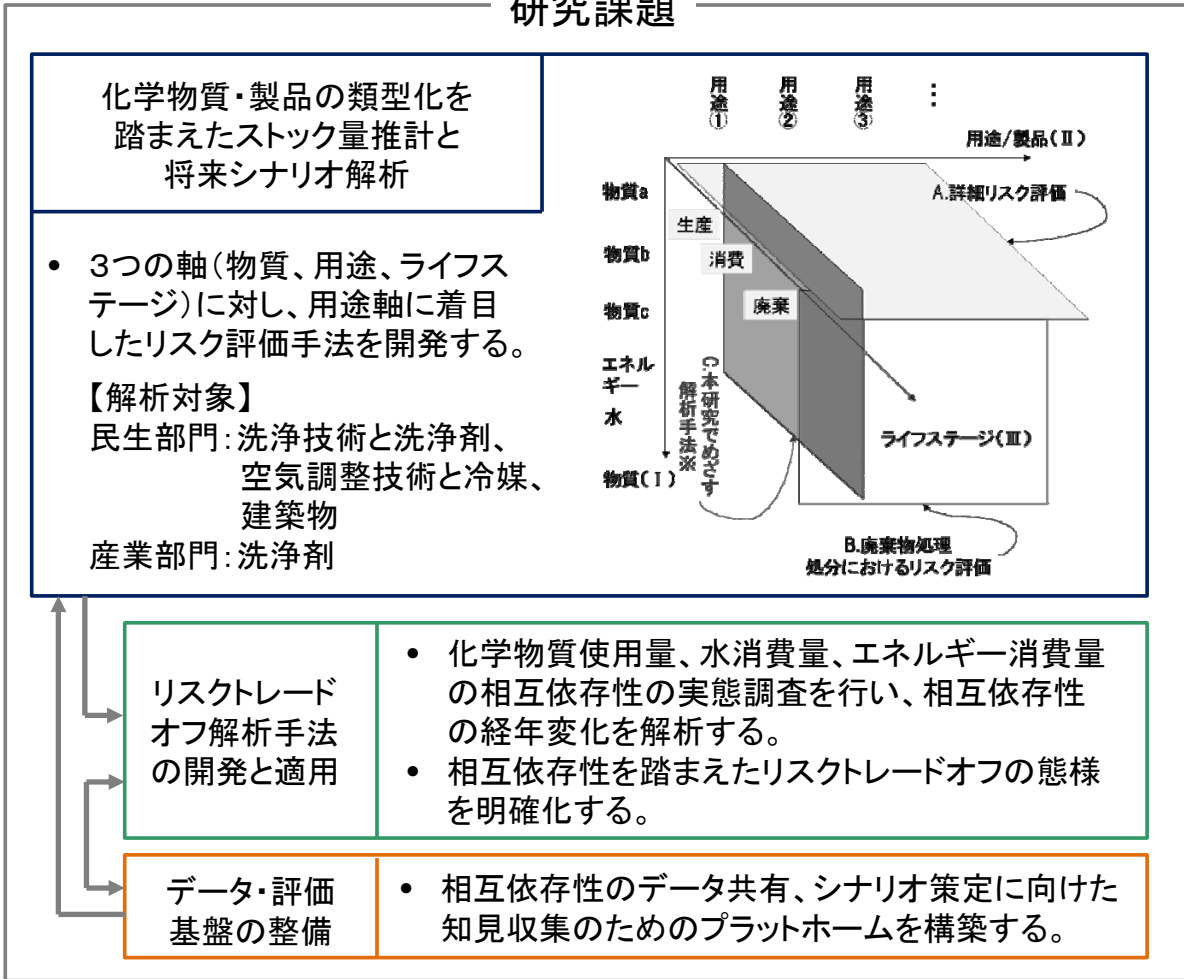 研究課題
化学物質・製品の類型化を
踏まえたストック量推計と
将来シナリオ解析
• 3つの軸（物質、用途、ライフス
テージ）に対し、用途軸に着目
したリスク評価手法を開発する。
【解析対象】
民生部門：洗浄技術と洗浄剤、
空気調整技術と冷媒、
建築物
産業部門：洗浄剤
用途①
用途②
用途③
⋮
用途/製品(Ⅱ)
A.詳細リスク評価
物質a
物質b
物質c
エネル
ギー
水
物質(Ⅰ)
生産
消費
廃棄
C:本研究でめざす
解析手法※
ライフステージ(Ⅲ)
B.廃棄物処理
処分におけるリスク評価
リスクトレード
オフ解析手法
の開発と適用
• 化学物質使用量、水消費量、エネルギー消費量
の相互依存性の実態調査を行い、相互依存性
の経年変化を解析する。
• 相互依存性を踏まえたリスクトレードオフの態様
を明確化する。
データ・評価
基盤の整備
• 相互依存性のデータ共有、シナリオ策定に向けた
知見収集のためのプラットホームを構築する。